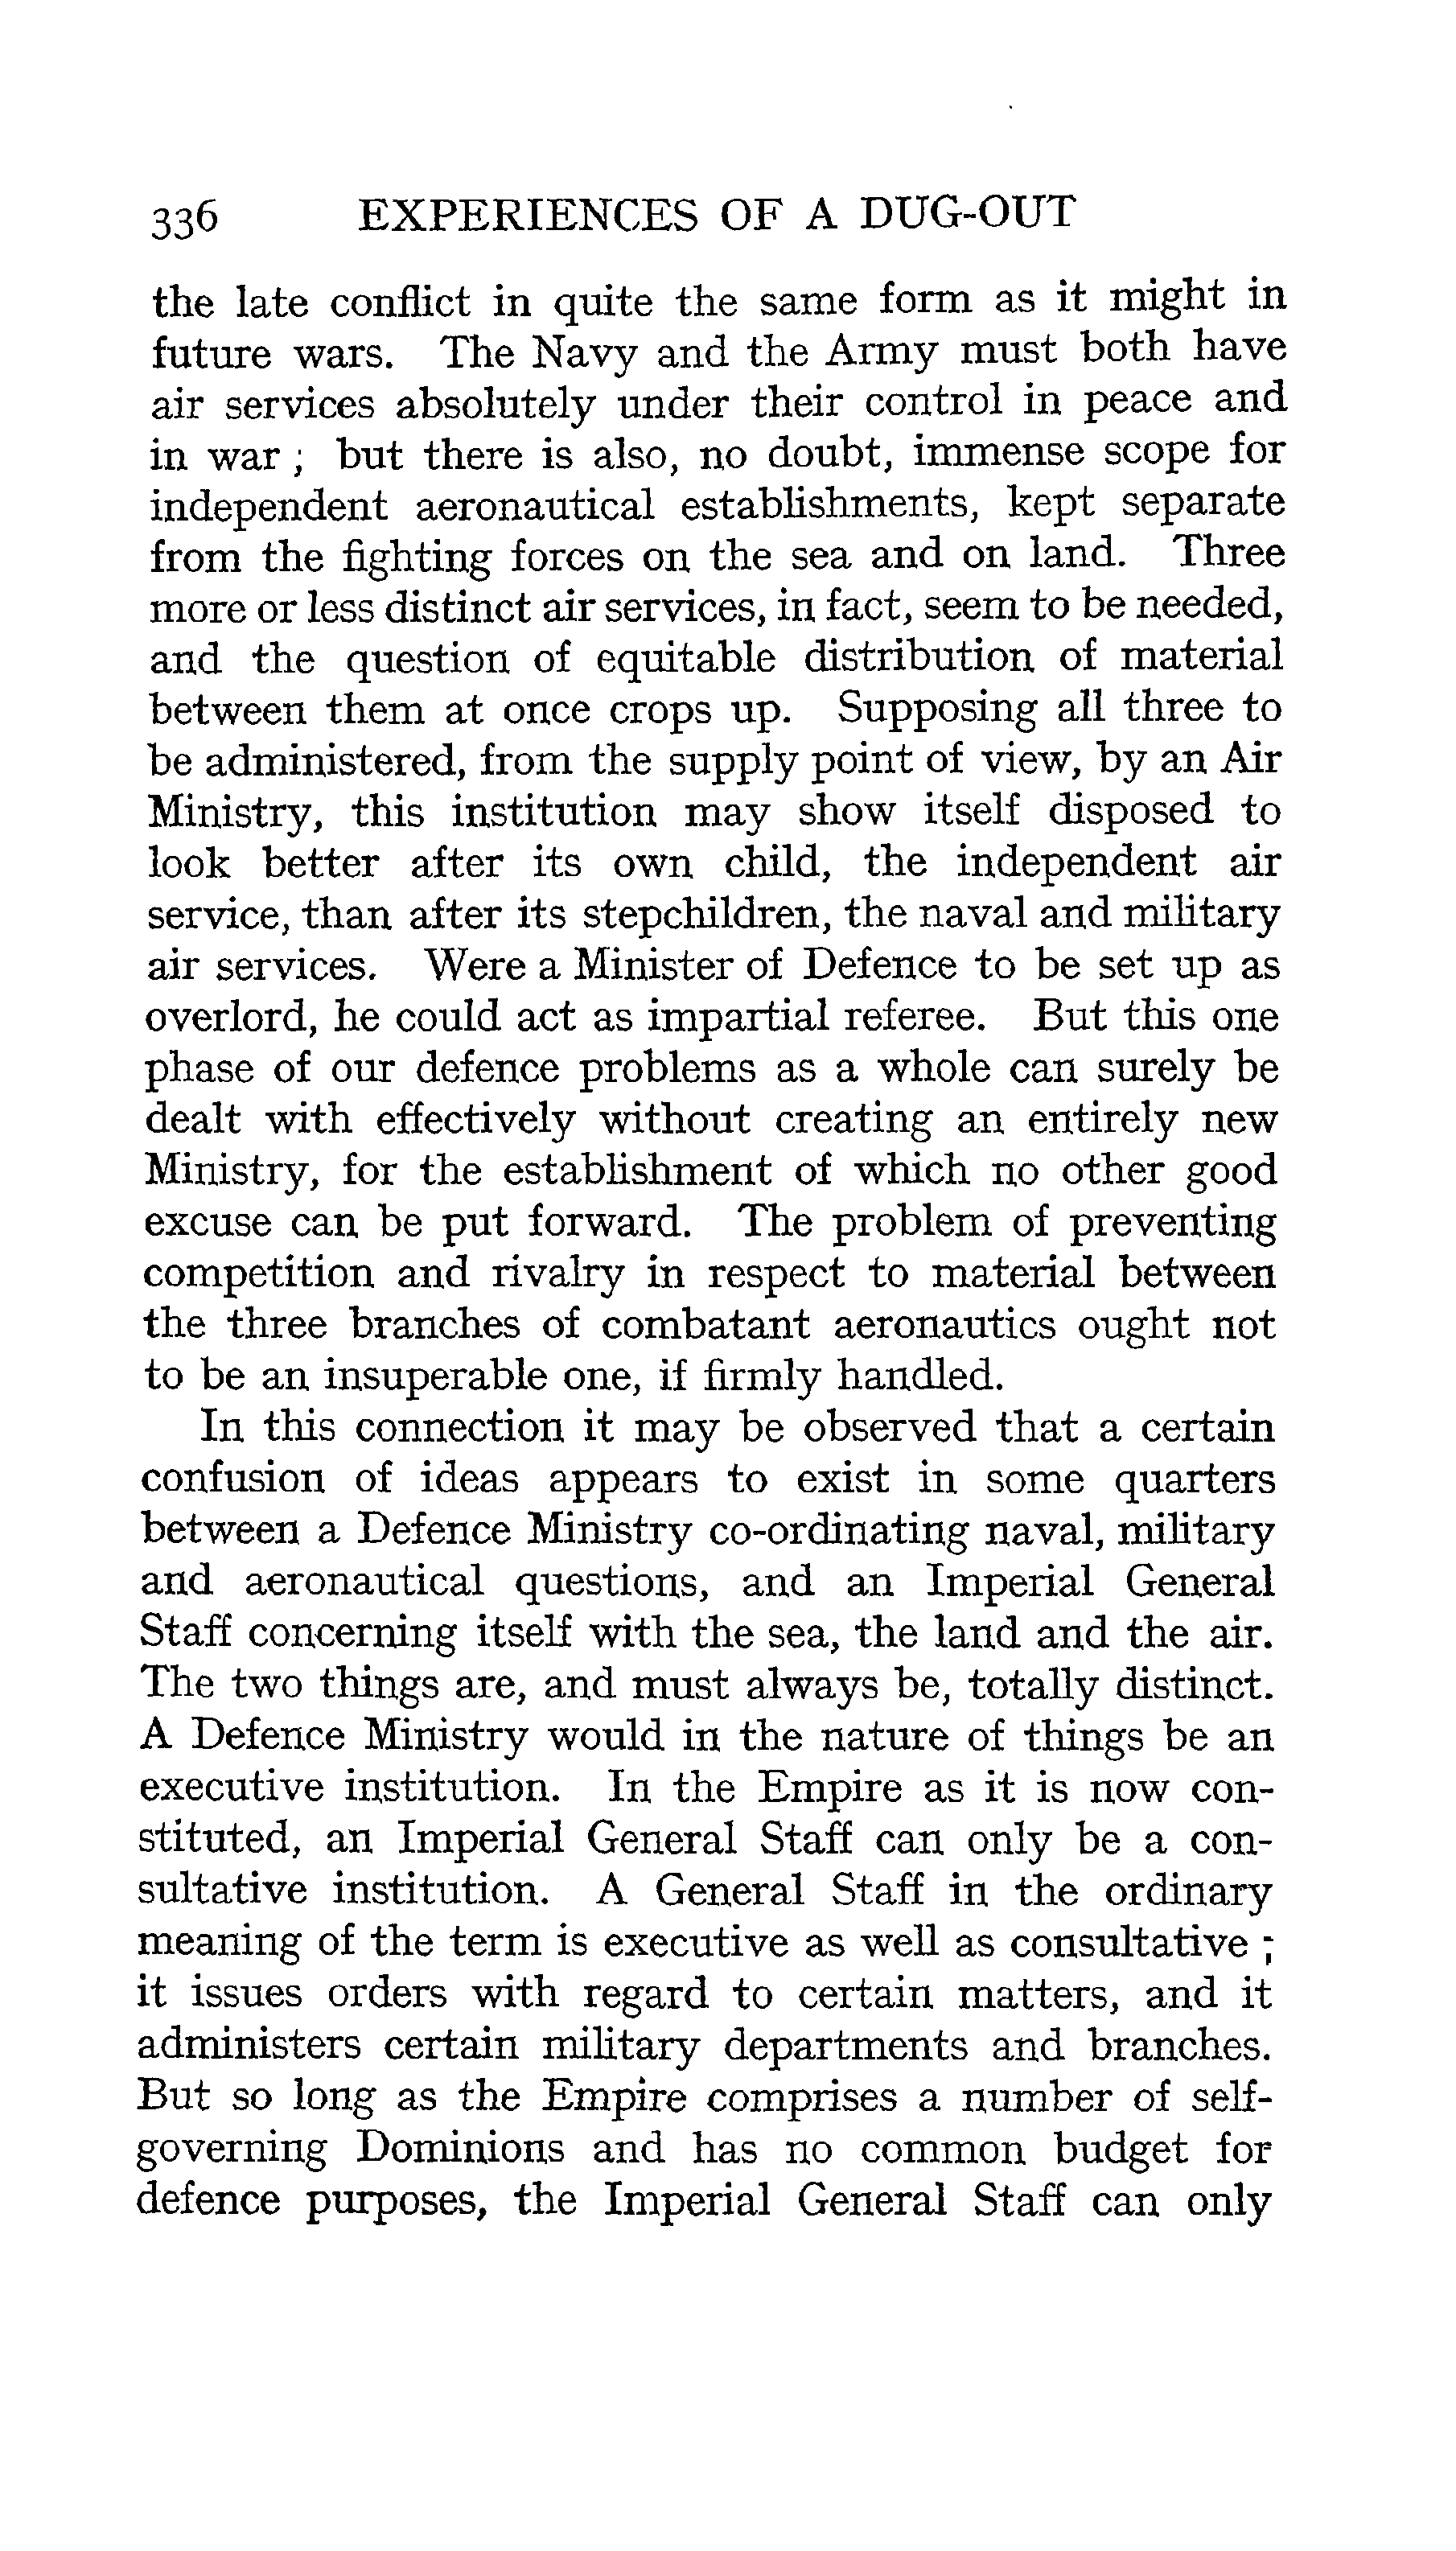 336 EXPERIENCES OF A DUG-OUT
the late conflict in quite the same form as it might in
future wars. The Navy and the Army must both have
air services absolutely under their control in peace and
in war ; but there is also, no doubt, immense scope for
independent aeronautical establishments, kept separate
from the fighting forces on the sea and on land. Three
more or less distinct air services, in fact, seem to be needed,
and the question of equitable distribution of material
between them at once crops up. Supposing all three to
be administered, from the supply point of view, by an Air
Ministry, this institution may show itself disposed to
look better after its own child, the independent air
service, than after its stepchildren, the naval and military
air services. Were a Minister of Defence to be set up as
overlord, he could act as impartial referee. But this one
phase of our defence problems as a whole can surely be
dealt with effectively without creating an entirely new
Ministry, for the establishment of which no other good
excuse can be put forward. The problem of preventing
competition and rivalry in respect to material between
the three branches of combatant aeronautics ought not
to be an insuperable one, if firmly handled.
In this connection it may be observed that a certain
confusion of ideas appears to exist in some quarters
between a Defence Ministry co-ordinating naval, military
and aeronautical questions, and an Imperial General
Staff concerning itself with the sea, the land and the air.
The two things are, and must always be, totally distinct.
A Defence Ministry would in the nature of things be an
executive institution. In the Empire as it is now con-
stituted, an Imperial General Staff can only be a con-
sultative institution. A General Staff in the ordinary
meaning of the term is executive as well as consultative ;
it issues orders with regard to certain matters, and it
administers certain military departments and branches.
But so long as the Empire comprises a number of self-
governing Dominions and has no common budget for
defence purposes, the Imperial General Staff can only